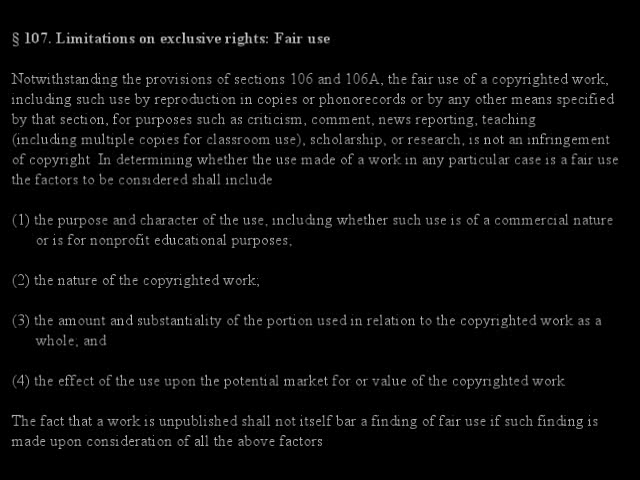 § 107. Limitations on exclusive rights: Fair use
Notwithstanding the provisions of sections 106 and 106A, the fair use of a copyrighted work,
including such use by reproduction in copies or phonorecords or by any other means specified
by that section, for purposes such as criticism, comment, news reporting, teaching
(including multiple copies for classroom use), scholarship, or research, is not an infringement
of copyright In determining whether the use made of a work in any particular case is a fair use
the factors to be considered shall include
(1) the purpose and character of the use, including whether such use is of a commercial nature
or is for nonprofit educational purposes;
(2) the nature of the copyrighted work;
(3) the amount and substantiality of the portion used in relation to the copyrighted work as a
whole; and
(4) the effect of the use upon the potential market for or value of the copyrighted work
The fact that a work is unpublished shall not itself bar a finding of fair use if such finding is
made upon consideration of all the above factors